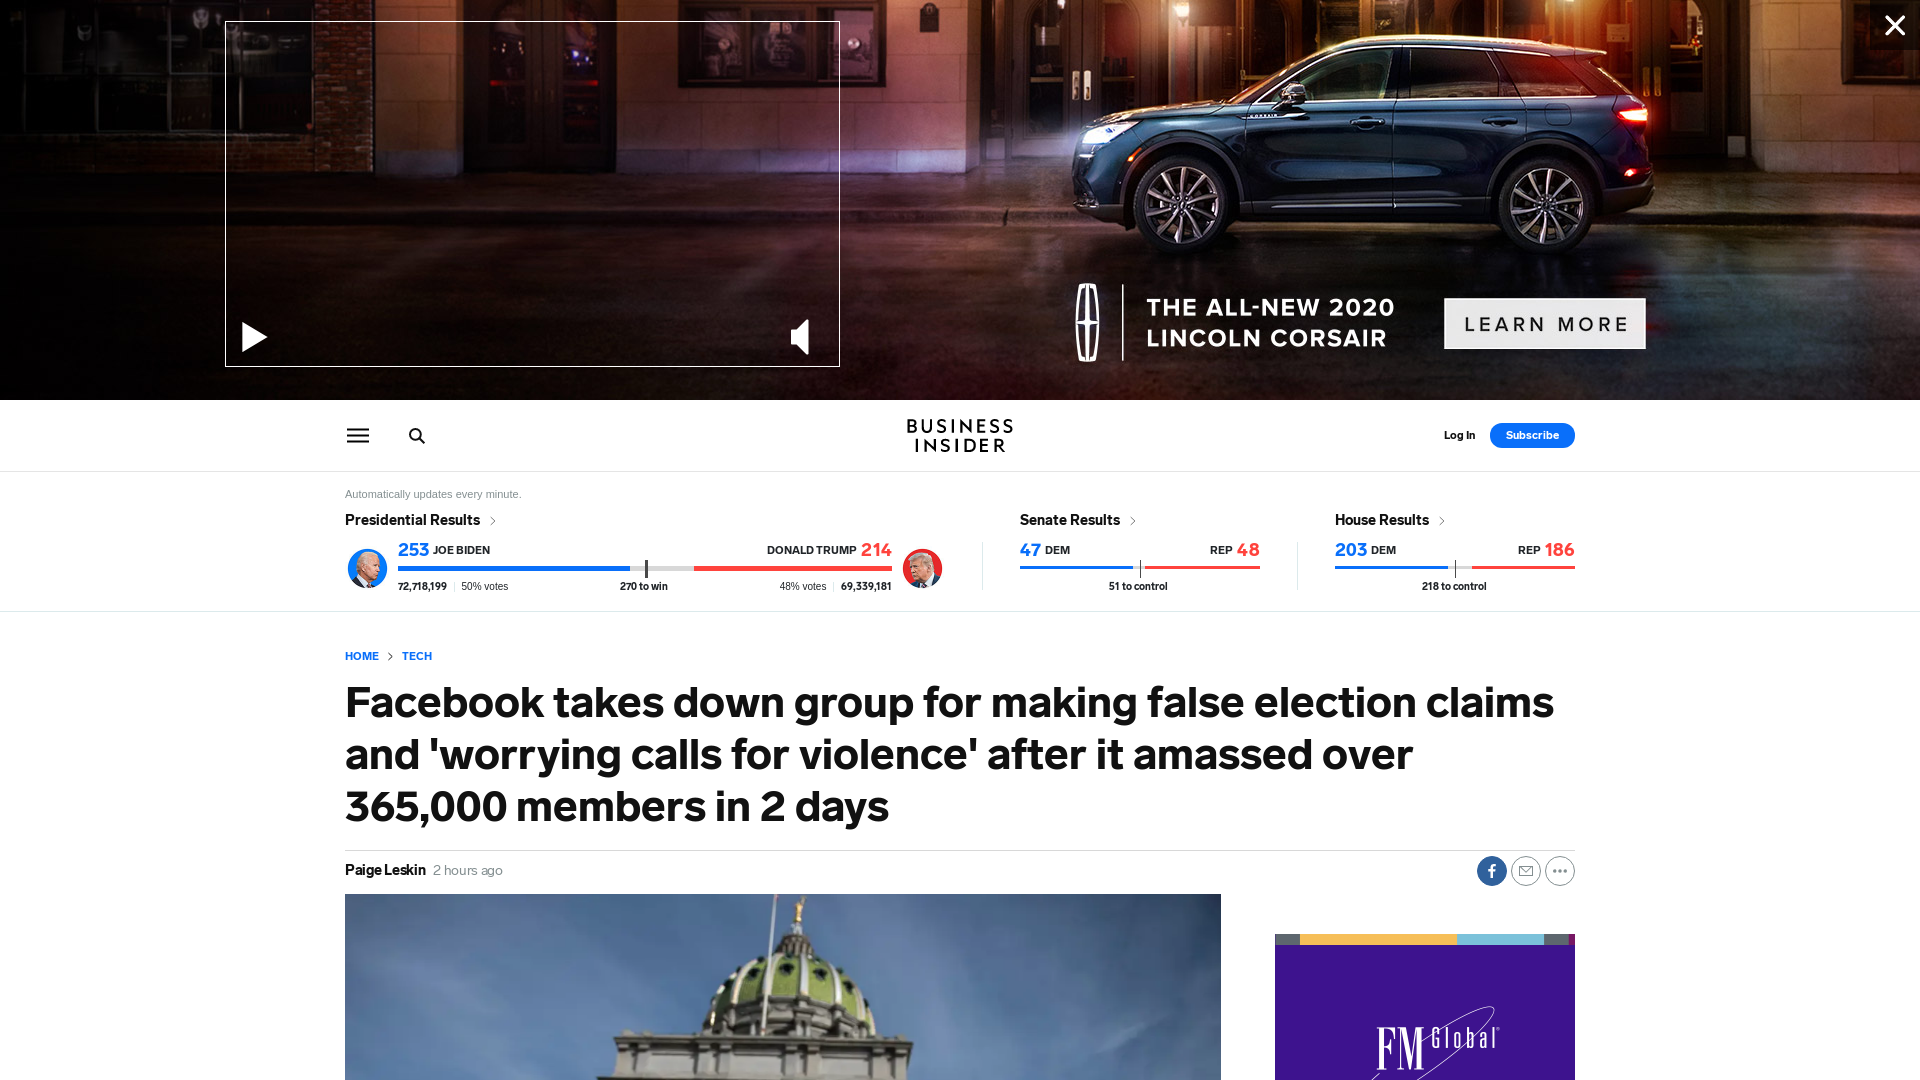 THE ALL-NEW 2020
LINCOLN CORSAIR
LEARN MORE
BUSINESS
INSIDER
Log In
Subscribe
Automatically updates every minute.
Presidential Results
253 JOE BIDEN
DONALD TRUMP 214
72,718,199 50% votes
270 to win
48% votes 69,339,181
Senate Results
47 DEM
REP 48
51 to control
House Results
203 DEM
REP 186
218 to control
HOME > TECH
Facebook takes down group for making false election claims
and 'worrying calls for violence' after it amassed over
365,000 members in 2 days
Paige Leskin 2 hours ago
FM Global